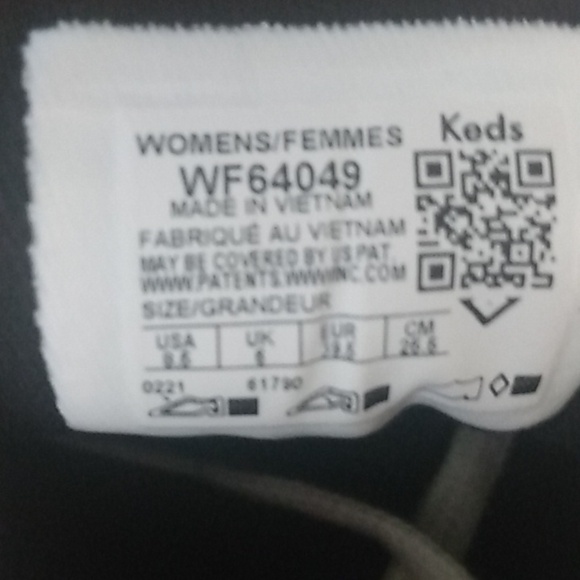 Keds
WOMENS/FEMMES
WF64049
MADE IN VIETNAM
FABRIQUÉ AU VIETNAM
MAY BE COVERED BY US PAT.
WWW.PATENTS.WWWINC.COM
SIZE/GRANDEUR
USA UK EUR CM
0221 61790